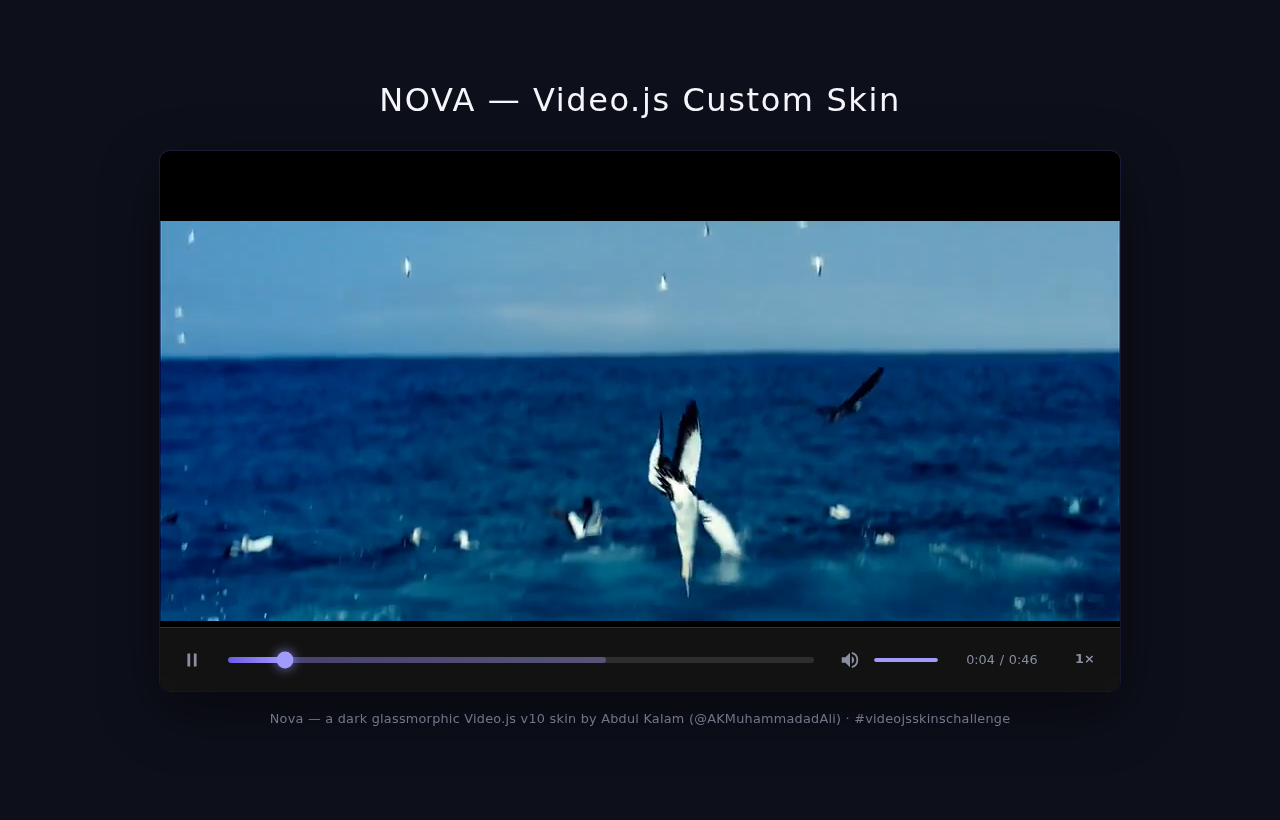 NOVA — Video.js Custom Skin
0:04 / 0:46
1×
Nova — a dark glassmorphic Video.js v10 skin by Abdul Kalam (@AKMuhammadadAli) · #videojsskinschallenge